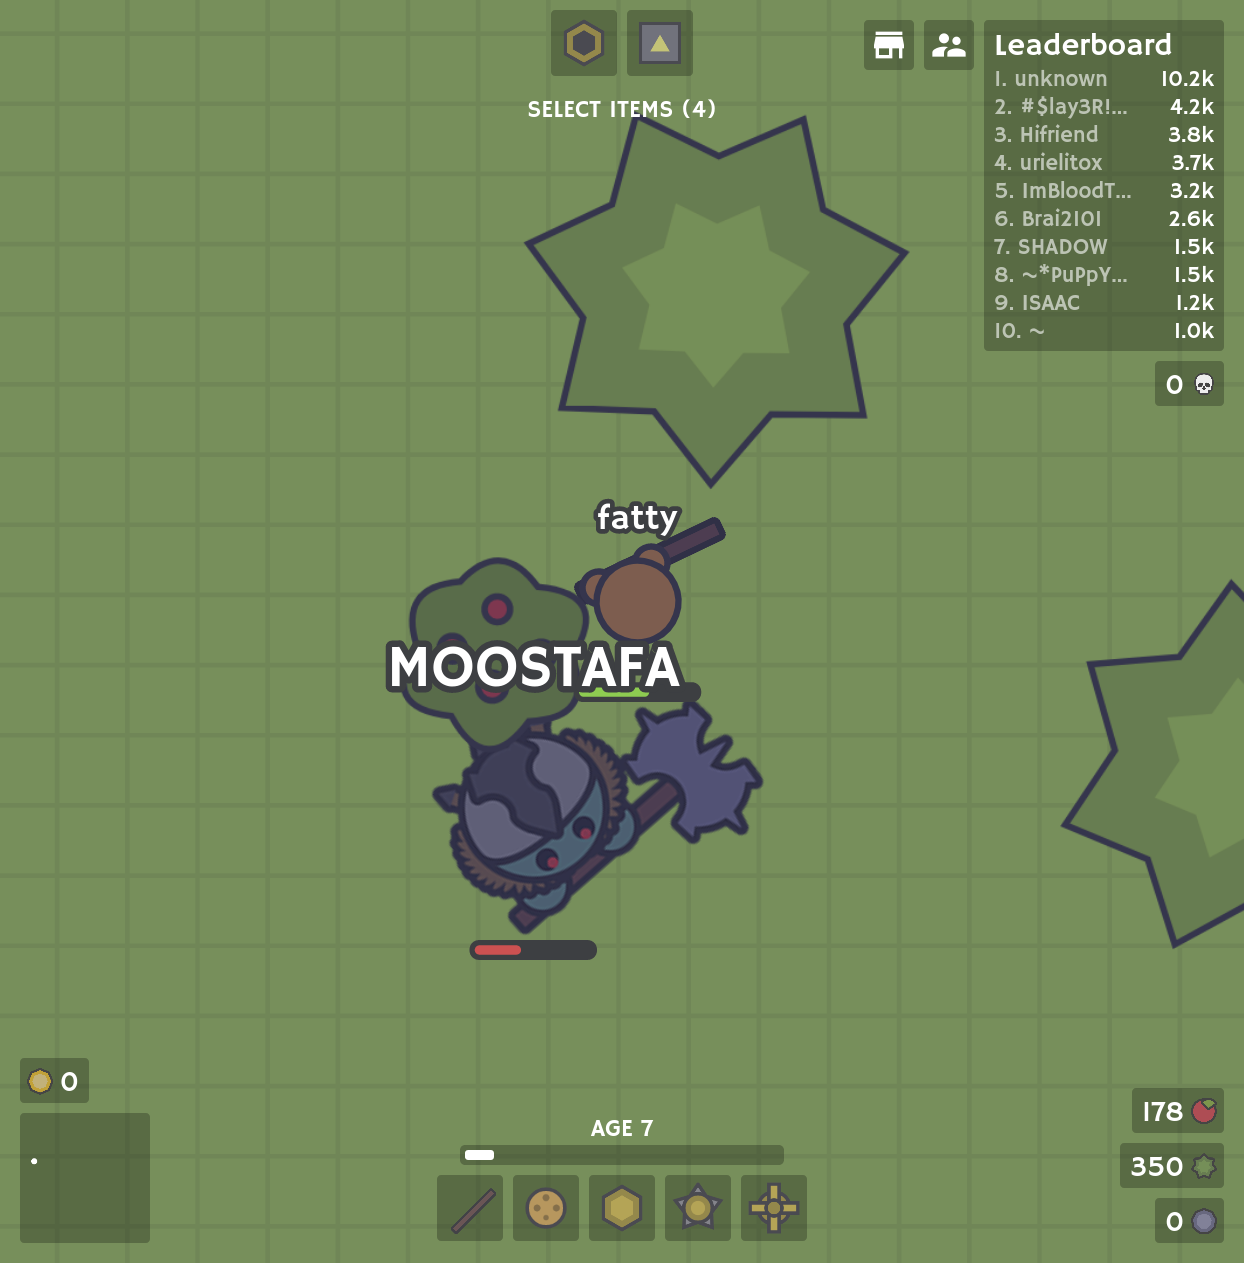 SELECT ITEMS (4)
Leaderboard
1. unknown 10.2k
2. #$lay3R!... 4.2k
3. Hifriend 3.8k
4. urielitox 3.7k
5. ImBloodT... 3.2k
6. Brai2101 2.6k
7. SHADOW 1.5k
8. ~*PuPpY... 1.5k
9. ISAAC 1.2k
10. ~ 1.0k
0
fatty
MOOSTAFA
0
AGE 7
178
350
0